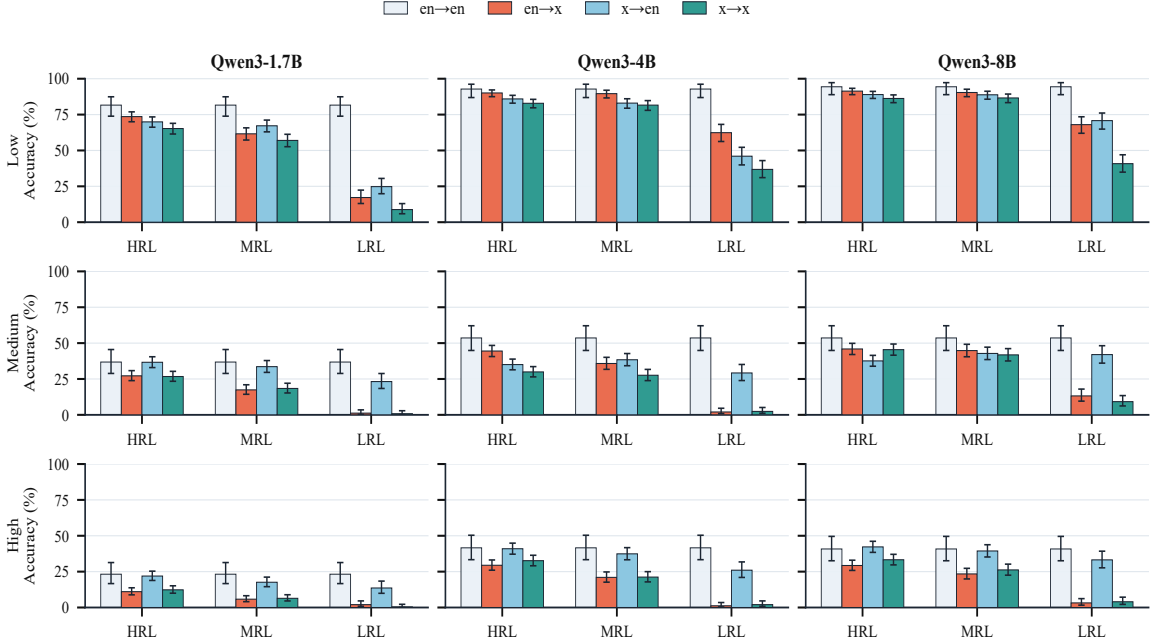 en→en en→x x→en x→x
Qwen3-1.7B Qwen3-4B Qwen3-8B
Low
Accuracy (%)
100
75
50
25
0
HRL MRL LRL HRL MRL LRL HRL MRL LRL
Medium
Accuracy (%)
100
75
50
25
0
HRL MRL LRL HRL MRL LRL HRL MRL LRL
High
Accuracy (%)
100
75
50
25
0
HRL MRL LRL HRL MRL LRL HRL MRL LRL